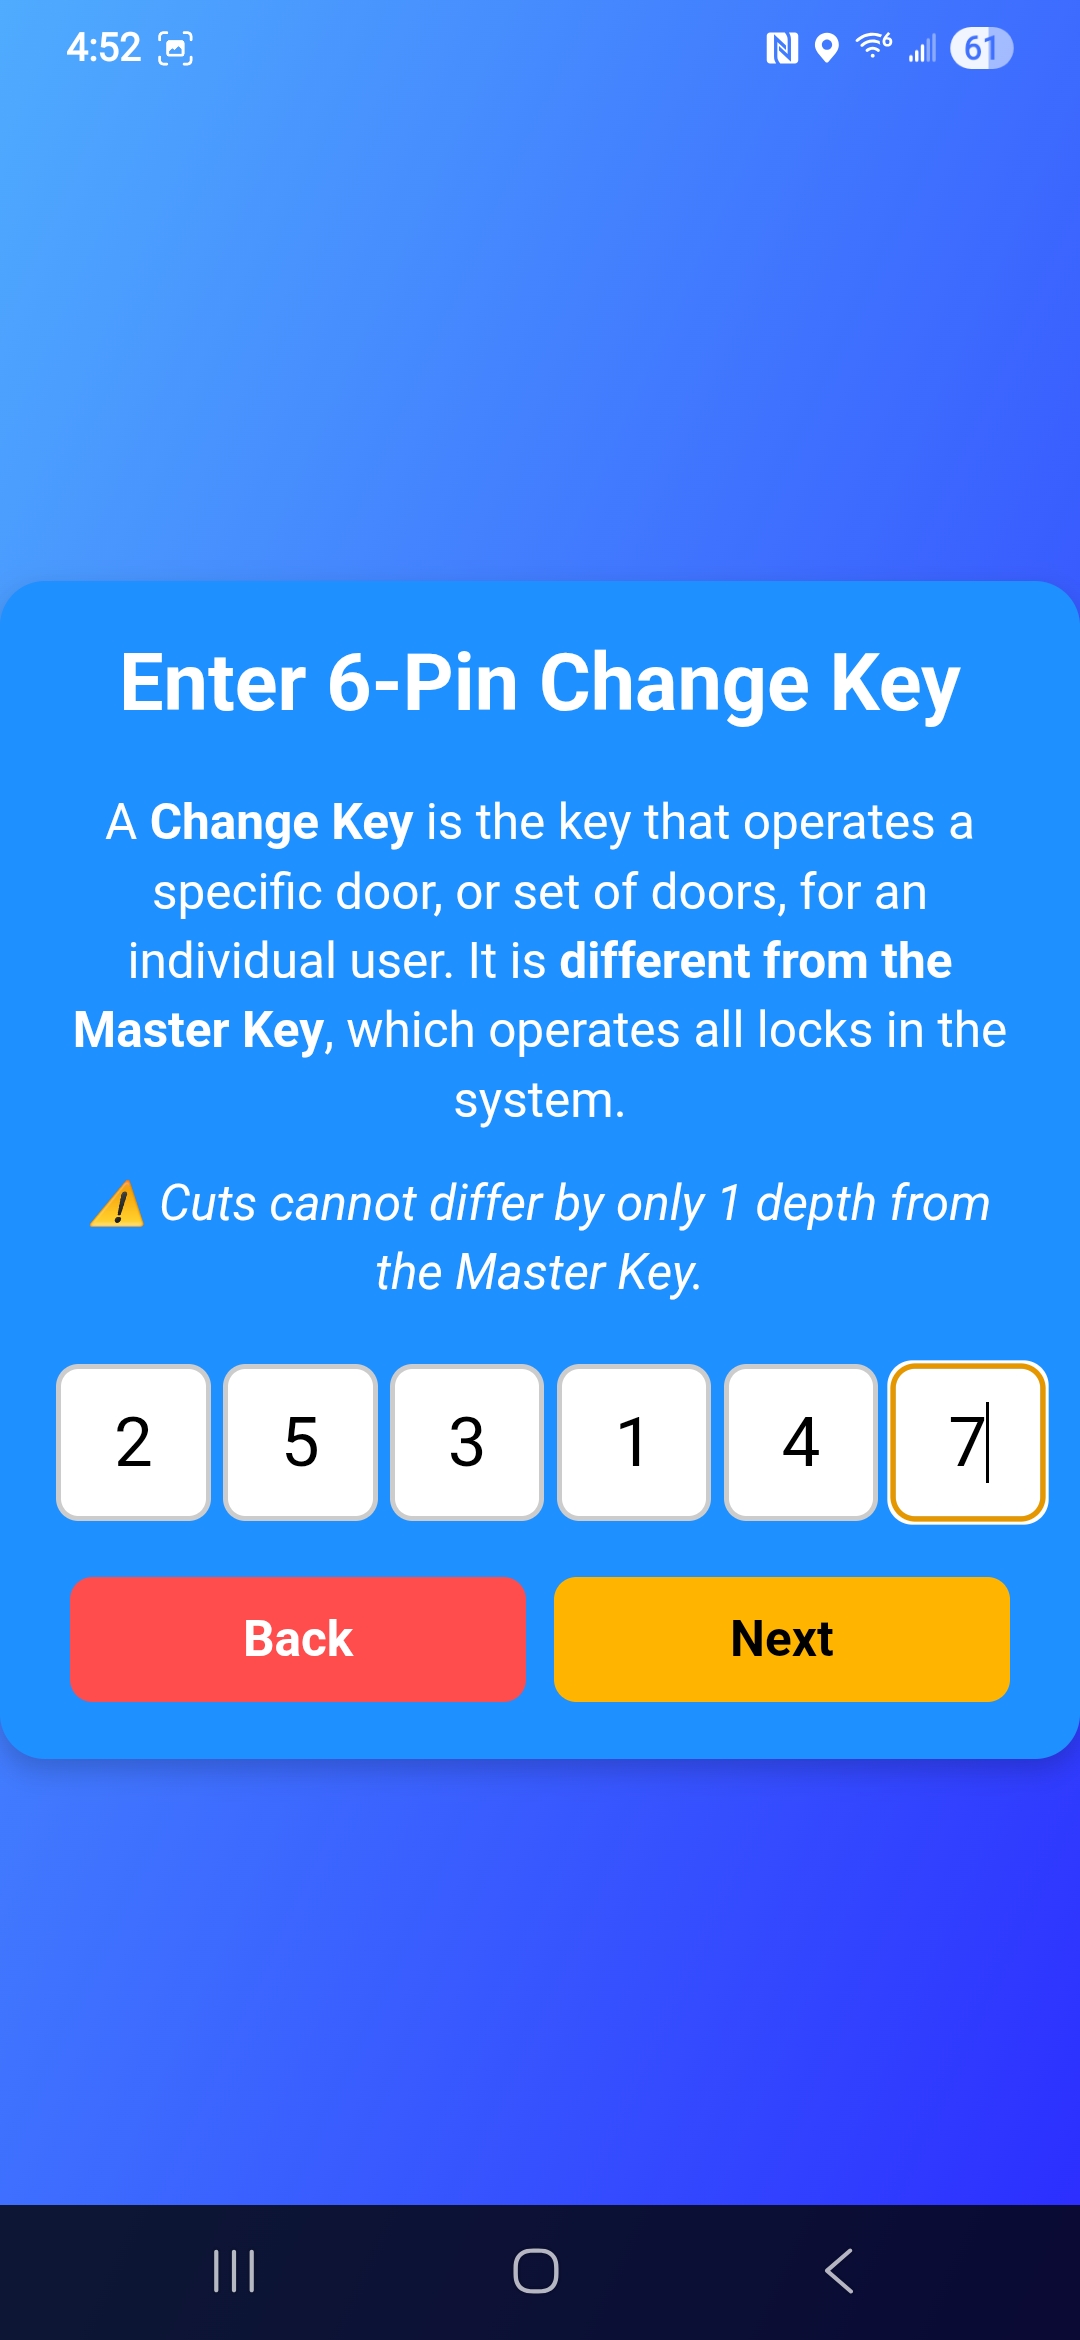 4:52
6
61
Enter 6-Pin Change Key
A Change Key is the key that operates a
specific door, or set of doors, for an
individual user. It is different from the
Master Key, which operates all locks in the
system.
⚠️ Cuts cannot differ by only 1 depth from
the Master Key.
2 5 3 1 4 7
Back Next